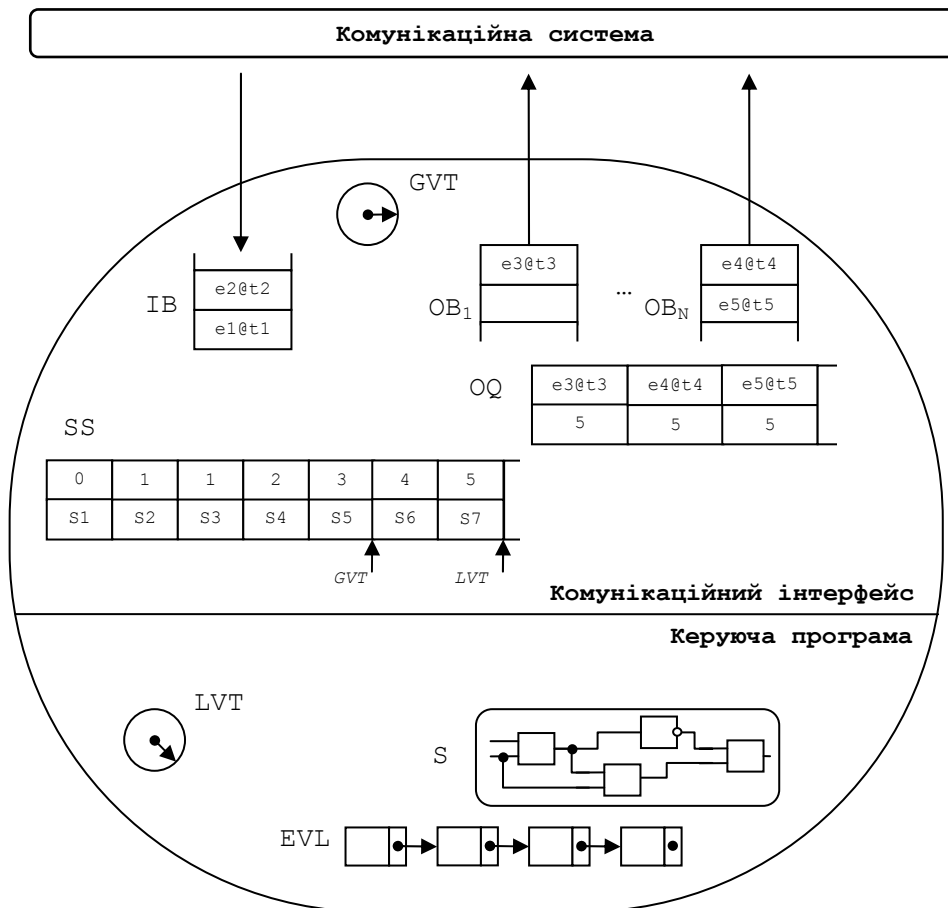 Комунікаційна система
GVT
IB
e2@t2
e1@t1
OB1
e3@t3
...
OBN
e4@t4
e5@t5
OQ
e3@t3 e4@t4 e5@t5
5 5 5
SS
0 1 1 2 3 4 5
S1 S2 S3 S4 S5 S6 S7
GVT LVT
Комунікаційний інтерфейс
Керуюча програма
LVT
S
EVL